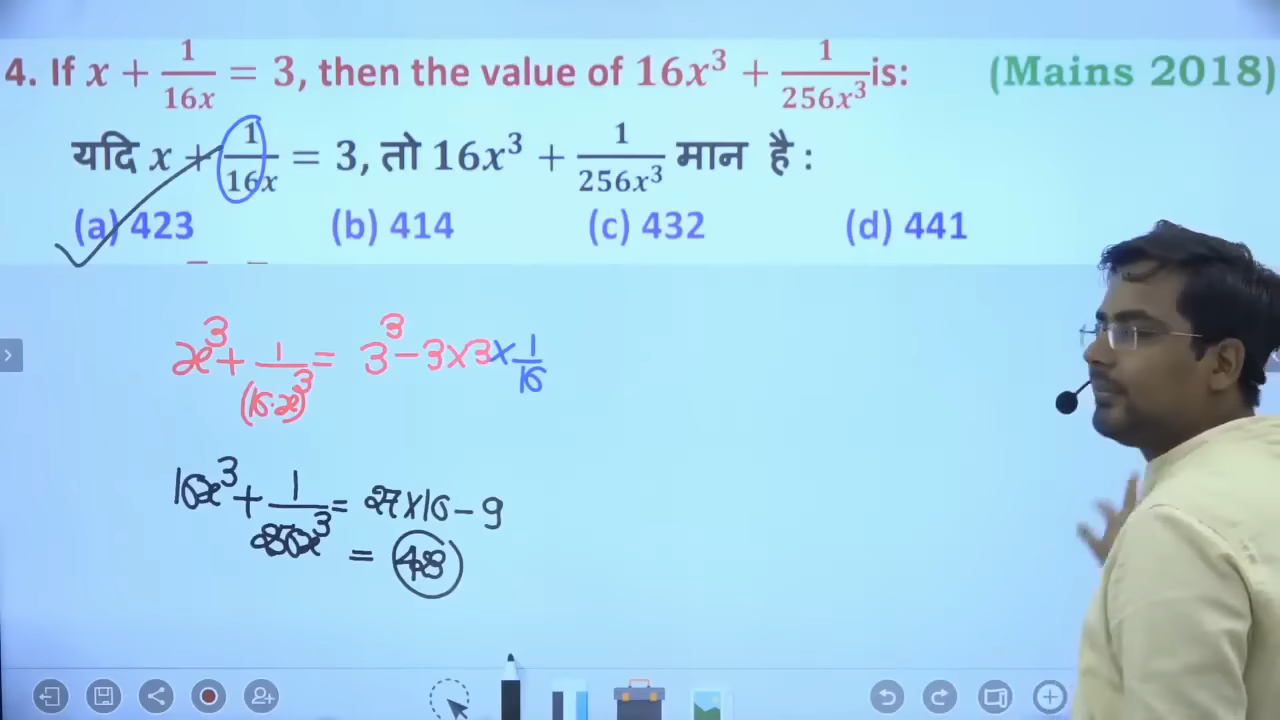 4. If x + 1/16x = 3, then the value of 16x³ + 1/256x³ is: (Mains 2018)
यदि x + 1/16x = 3, तो 16x³ + 1/256x³ मान है :
(a) 423 (b) 414 (c) 432 (d) 441
x³ + 1/(16·x)³ = 3³ - 3×3×1/16
16x³ + 1/256x³ = 27×16 - 9
= 423